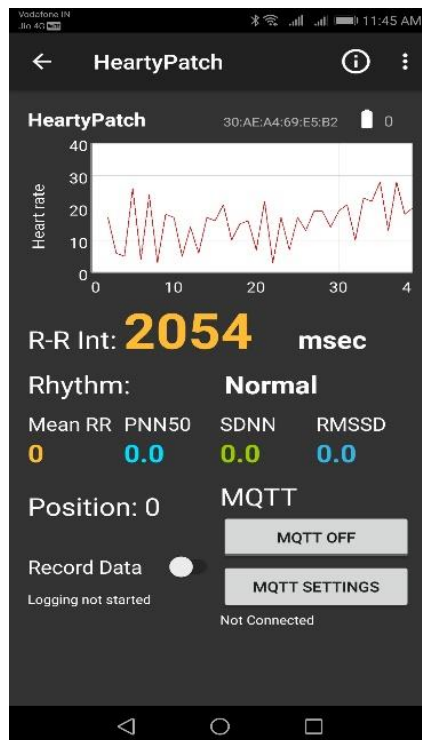 Vodafone IN
Jio 4G VoLTE 11:45 AM
HeartyPatch
HeartyPatch 30:AE:A4:69:E5:B2 0
Heart rate
40
30
20
10
0
0 10 20 30 4
R-R Int: 2054 msec
Rhythm: Normal
Mean RR PNN50 SDNN RMSSD
0 0.0 0.0 0.0
Position: 0
MQTT
MQTT OFF
Record Data
MQTT SETTINGS
Logging not started
Not Connected